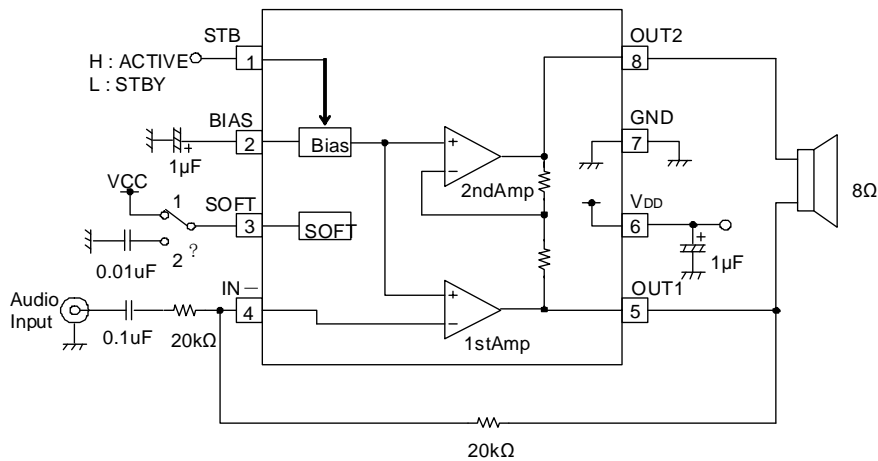 STB
1
H : ACTIVE
L : STBY
BIAS
2
1µF
Bias
VCC
1
SOFT
3
SOFT
2 ?
0.01uF
Audio
Input
IN－
4
0.1uF
20kΩ
+
−
2ndAmp
+
−
1stAmp
OUT2
8
GND
7
VDD
6
+
1µF
OUT1
5
8Ω
+
20kΩ